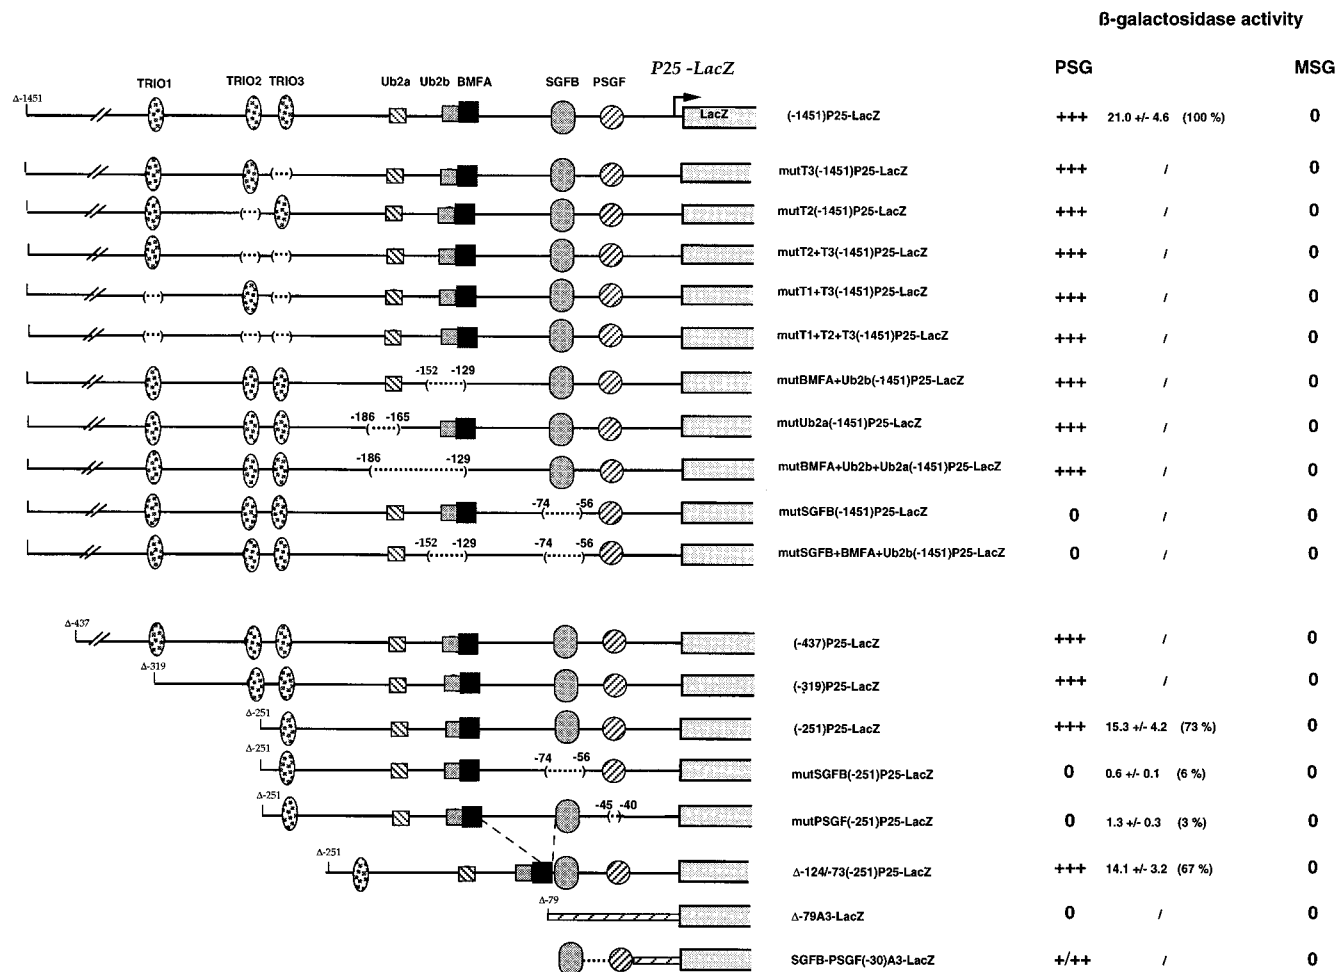 ß-galactosidase activity
P25 -LacZ PSG MSG
TRIO1 TRIO2 TRIO3 Ub2a Ub2b BMFA SGFB PSGF
Δ-1451 LacZ (-1451)P25-LacZ +++ 21.0 +/- 4.6 (100 %) 0
mutT3(-1451)P25-LacZ +++ / 0
mutT2(-1451)P25-LacZ +++ / 0
mutT2+T3(-1451)P25-LacZ +++ / 0
mutT1+T3(-1451)P25-LacZ +++ / 0
mutT1+T2+T3(-1451)P25-LacZ +++ / 0
-152 -129 mutBMFA+Ub2b(-1451)P25-LacZ +++ / 0
-186 -165 mutUb2a(-1451)P25-LacZ +++ / 0
-186 -129 mutBMFA+Ub2b+Ub2a(-1451)P25-LacZ +++ / 0
-74 -56 mutSGFB(-1451)P25-LacZ 0 / 0
-152 -129 -74 -56 mutSGFB+BMFA+Ub2b(-1451)P25-LacZ 0 / 0
Δ-437 (-437)P25-LacZ +++ / 0
Δ-319 (-319)P25-LacZ +++ / 0
Δ-251 (-251)P25-LacZ +++ 15.3 +/- 4.2 (73 %) 0
Δ-251 -74 -56 mutSGFB(-251)P25-LacZ 0 0.6 +/- 0.1 (6 %) 0
Δ-251 -45 -40 mutPSGF(-251)P25-LacZ 0 1.3 +/- 0.3 (3 %) 0
Δ-251 Δ-124/-73(-251)P25-LacZ +++ 14.1 +/- 3.2 (67 %) 0
Δ-79 Δ-79A3-LacZ 0 / 0
SGFB-PSGF(-30)A3-LacZ +/++ / 0